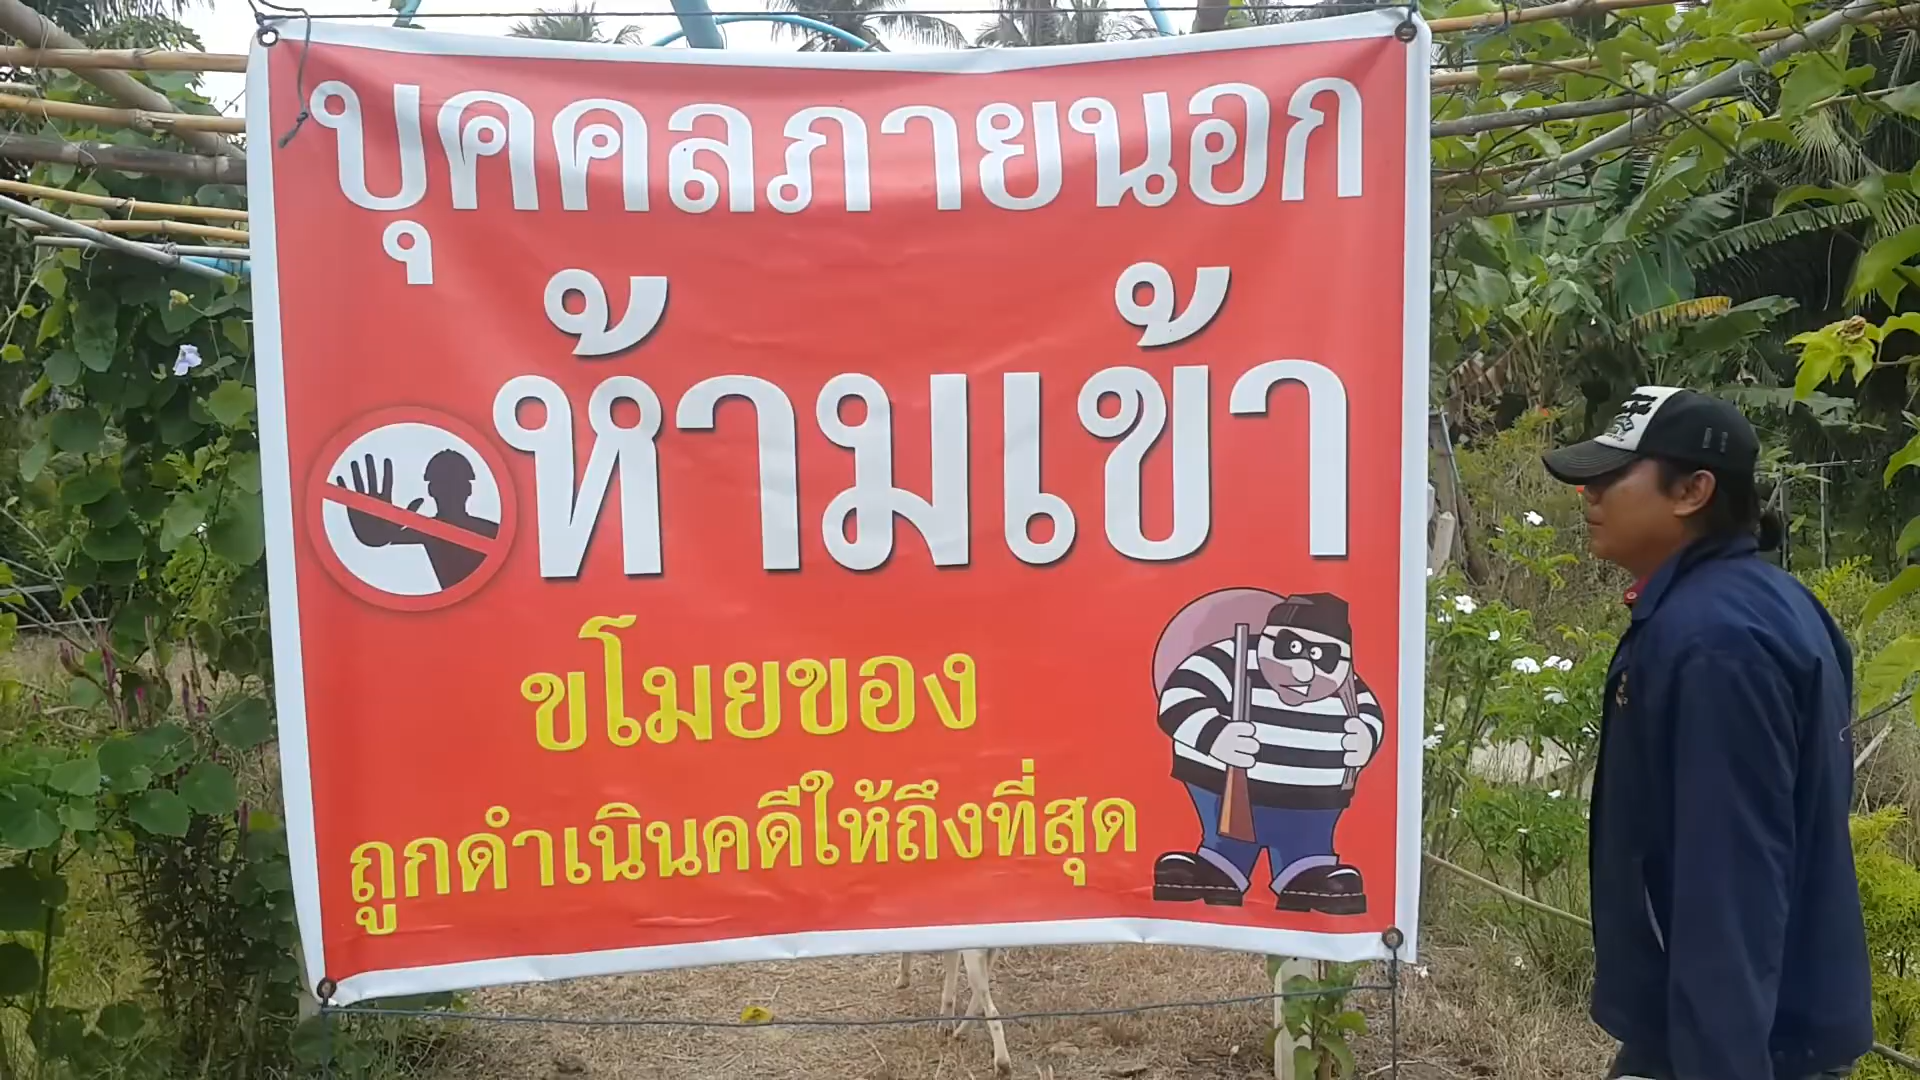 บุคคลภายนอก
ห้ามเข้า
ขโมยของ
ถูกดำเนินคดีให้ถึงที่สุด